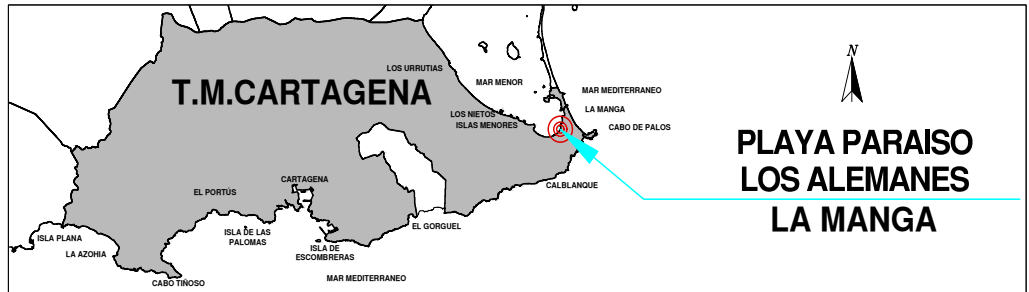 LOS URRUTIAS
T.M.CARTAGENA
MAR MENOR
MAR MEDITERRANEO
LA MANGA
LOS NIETOS
ISLAS MENORES
CABO DE PALOS
CALBLANQUE
EL PORTÚS
CARTAGENA
EL GORGUEL
ISLA DE LAS
PALOMAS
ISLA PLANA
LA AZOHIA
ISLA DE
ESCOMBRERAS
CABO TIÑOSO
MAR MEDITERRANEO
N
PLAYA PARAISO
LOS ALEMANES
LA MANGA